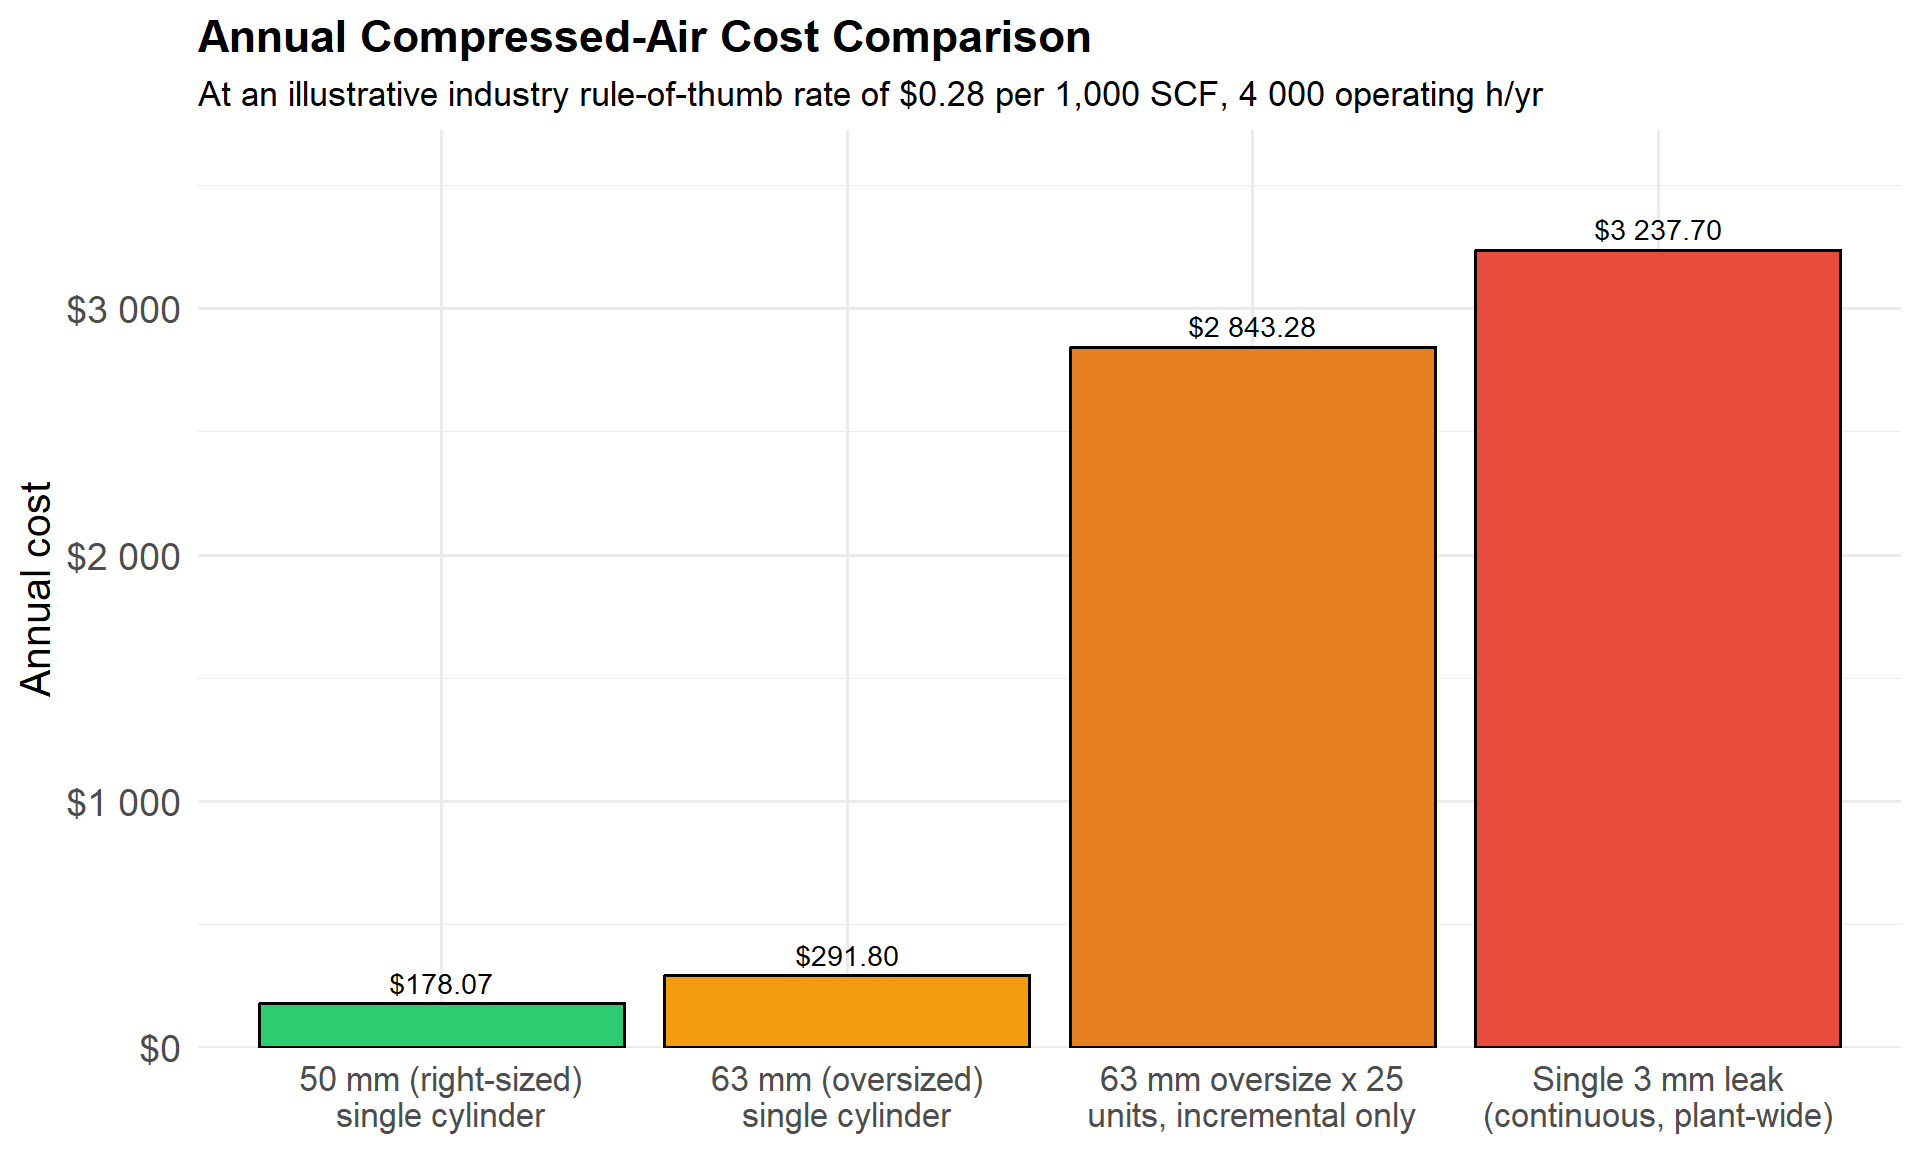 Annual Compressed-Air Cost Comparison
At an illustrative industry rule-of-thumb rate of $0.28 per 1,000 SCF, 4 000 operating h/yr
Annual cost
$3 000
$2 000
$1 000
$0
$178.07
$291.80
$2 843.28
$3 237.70
50 mm (right-sized)
single cylinder
63 mm (oversized)
single cylinder
63 mm oversize x 25
units, incremental only
Single 3 mm leak
(continuous, plant-wide)